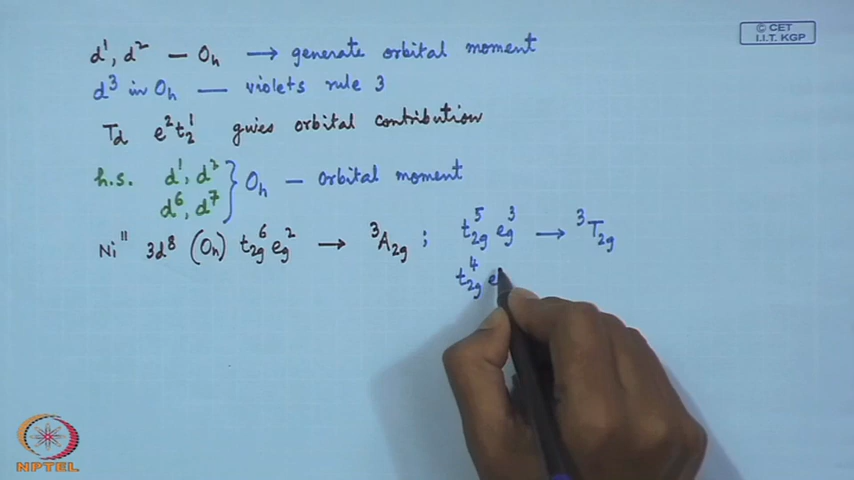 © CET
I.I.T. KGP
d¹, d² — Oh → generate orbital moment
d³ in Oh — violets rule 3
Td e²t₂¹ gives orbital contribution
h.s. d¹, d² } Oh — orbital moment
d⁶, d⁷
Ni" 3d⁸ (Oh) t₂g⁶ eg² → ³A₂g ; t₂g⁵ eg³ → ³T₂g
t₂g⁴ e
NPTEL